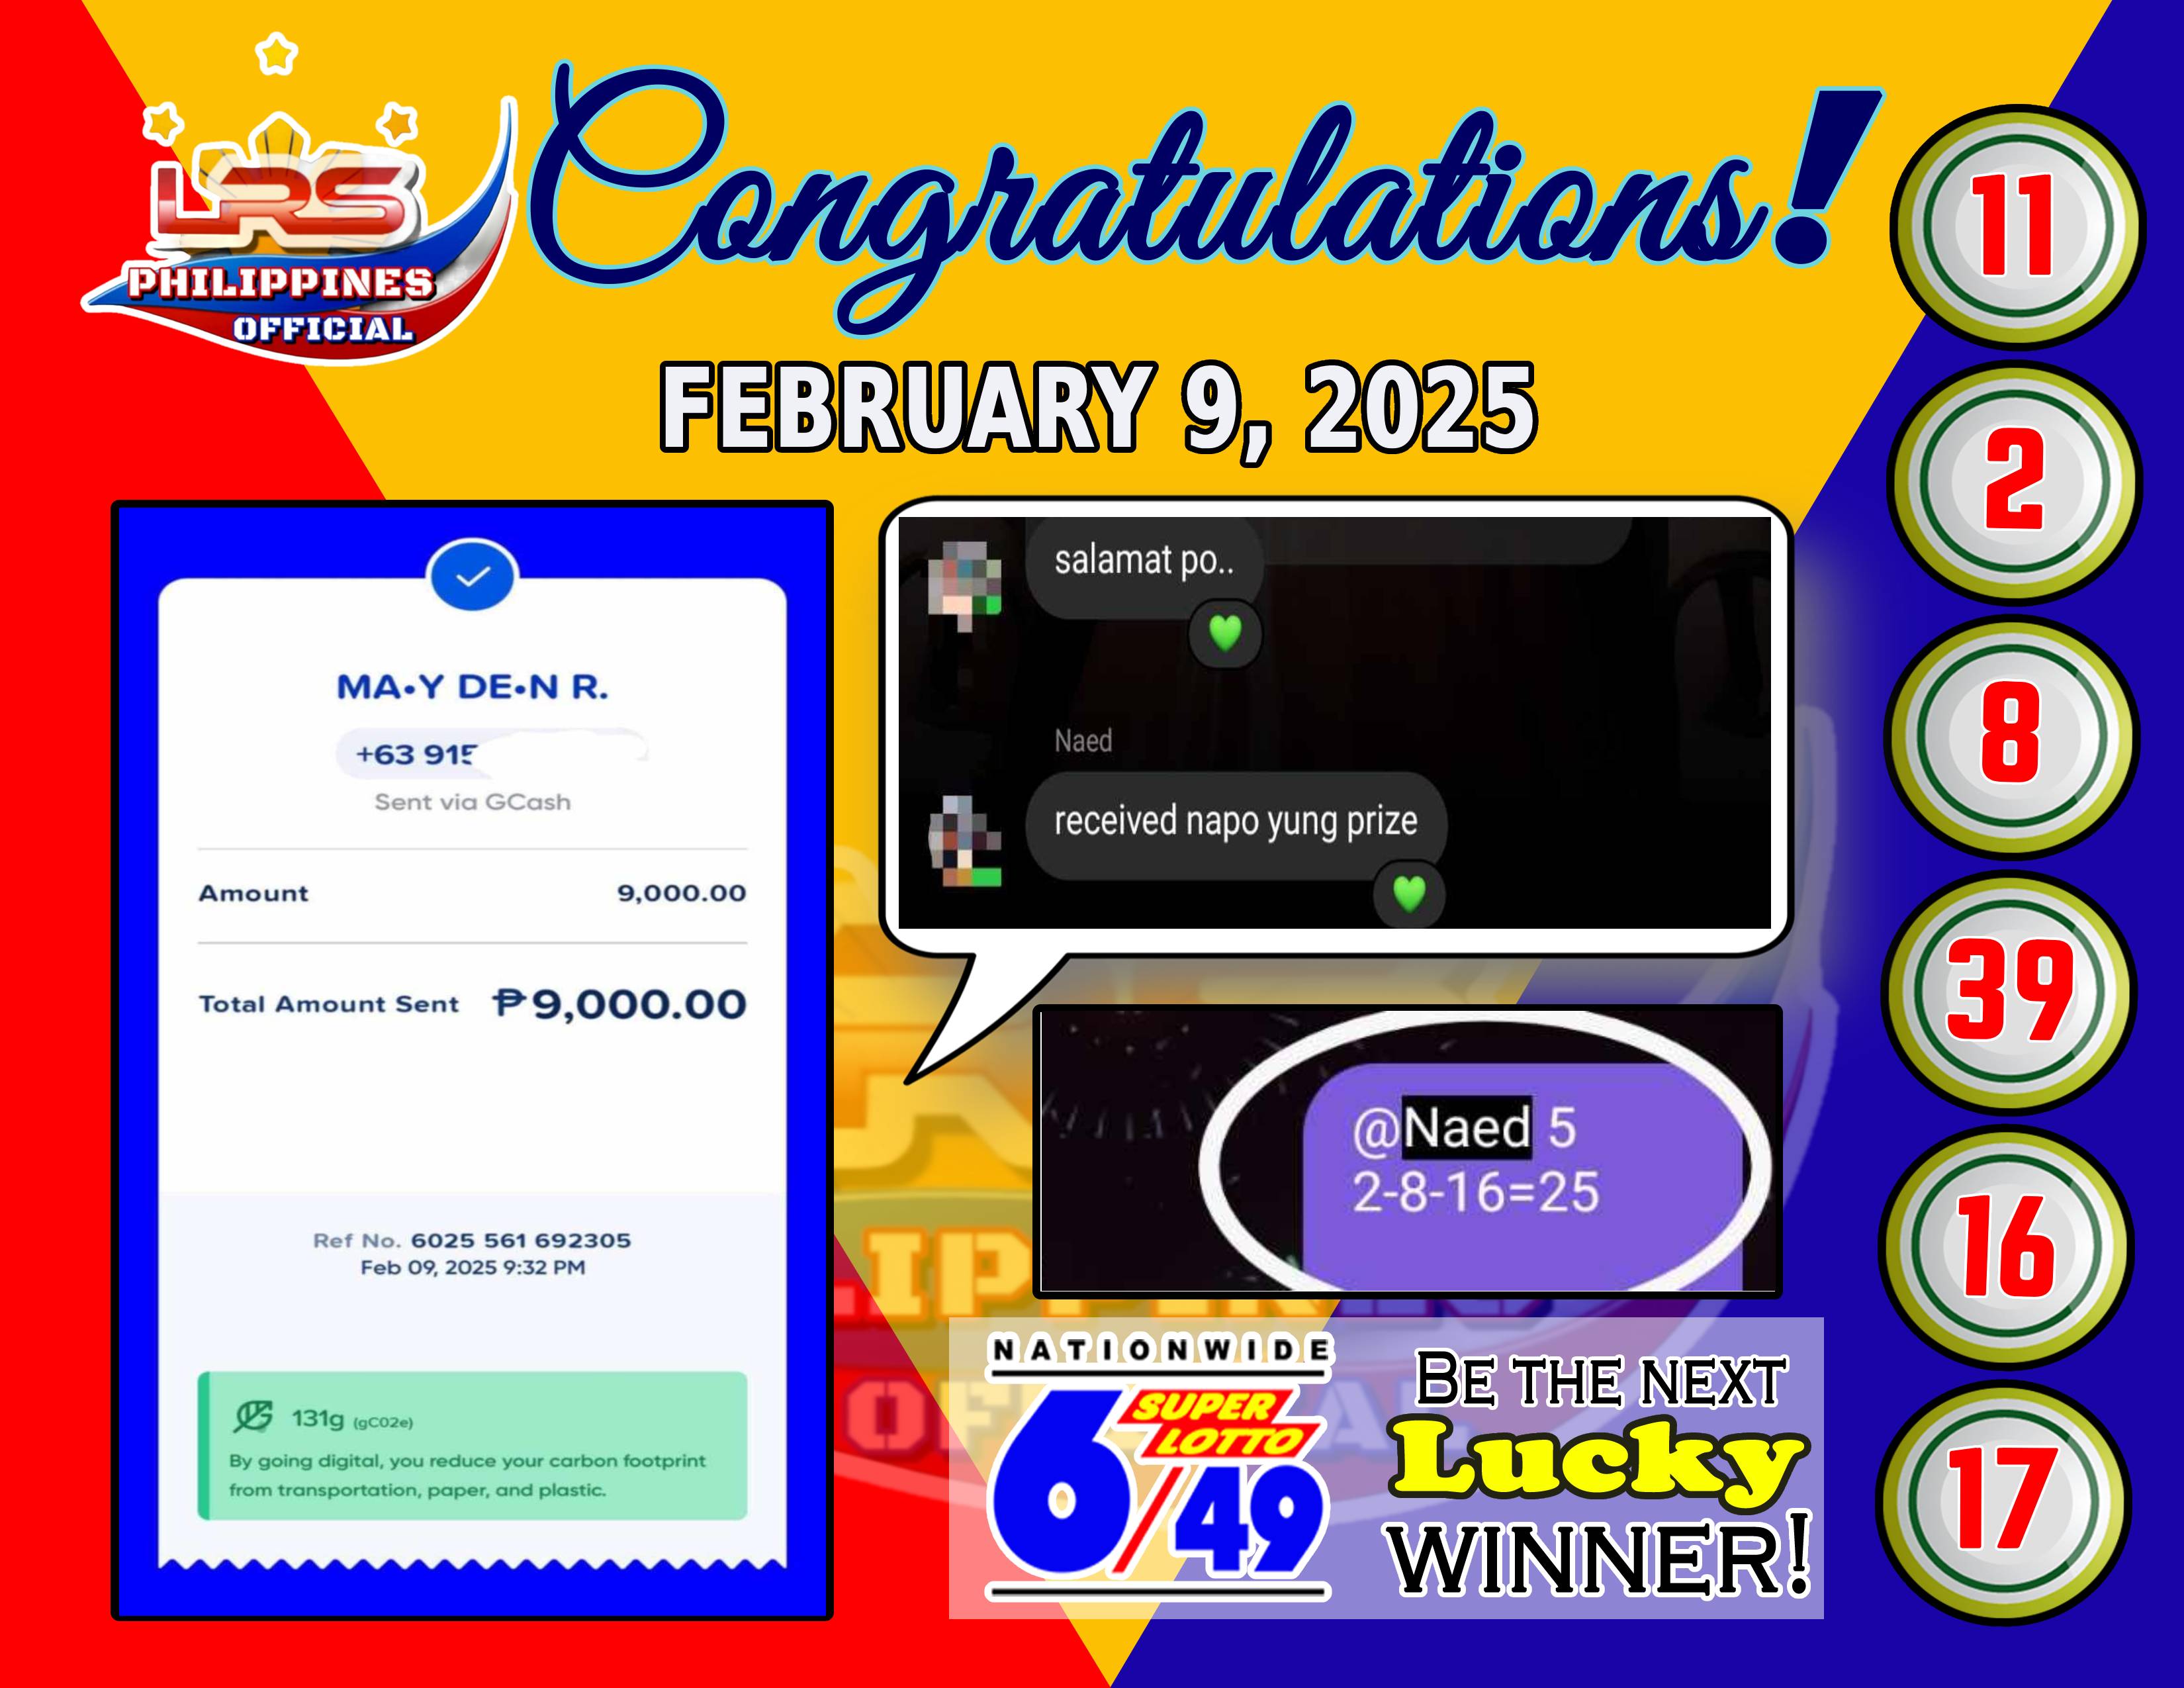 LRS
PHILIPPINES
OFFICIAL
Congratulations!
FEBRUARY 9, 2025
MA•Y DE•N R.
+63 915
Sent via GCash
Amount 9,000.00
Total Amount Sent ₱9,000.00
Ref No. 6025 561 692305
Feb 09, 2025 9:32 PM
131g (gCO2e)
By going digital, you reduce your carbon footprint
from transportation, paper, and plastic.
salamat po..
Naed
received napo yung prize
@Naed 5
2-8-16=25
NATIONWIDE
SUPER
LOTTO
6/49
BE THE NEXT
Lucky
WINNER!
11
2
8
39
16
17